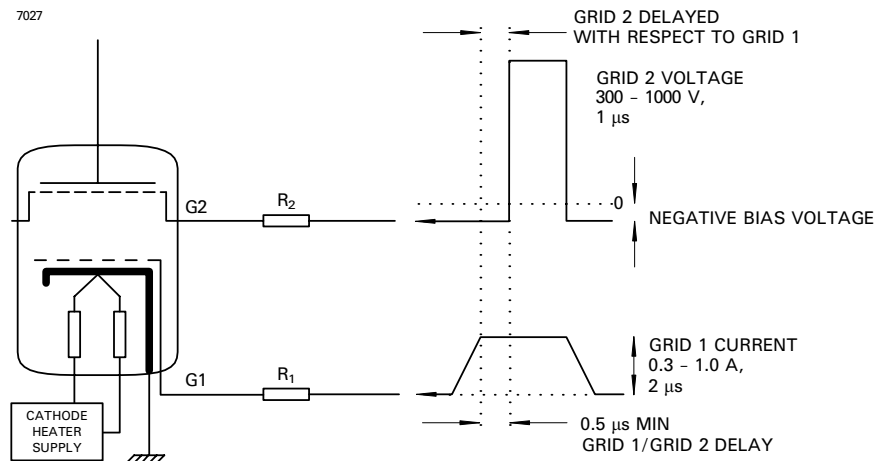 7027
GRID 2 DELAYED
WITH RESPECT TO GRID 1
GRID 2 VOLTAGE
300 – 1000 V,
1 μs
G2
R2
0
NEGATIVE BIAS VOLTAGE
GRID 1 CURRENT
0.3 – 1.0 A,
2 μs
G1
R1
CATHODE
HEATER
SUPPLY
0.5 μs MIN
GRID 1/GRID 2 DELAY